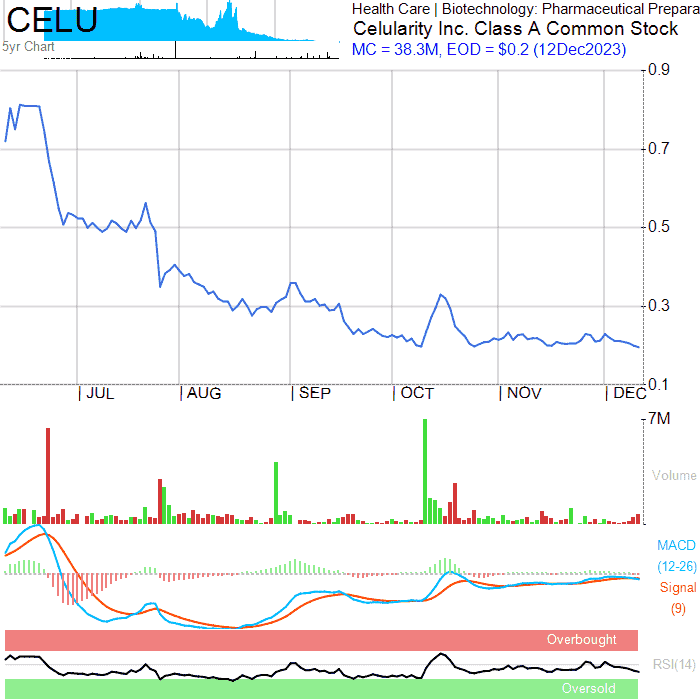 CELU
5yr Chart
Health Care | Biotechnology: Pharmaceutical Prepara
Celularity Inc. Class A Common Stock
MC = 38.3M, EOD = $0.2 (12Dec2023)
0.9
0.7
0.5
0.3
0.1
| JUL | AUG | SEP | OCT | NOV | DEC
7M
Volume
MACD
(12-26)
Signal
(9)
Overbought
RSI(14)
Oversold